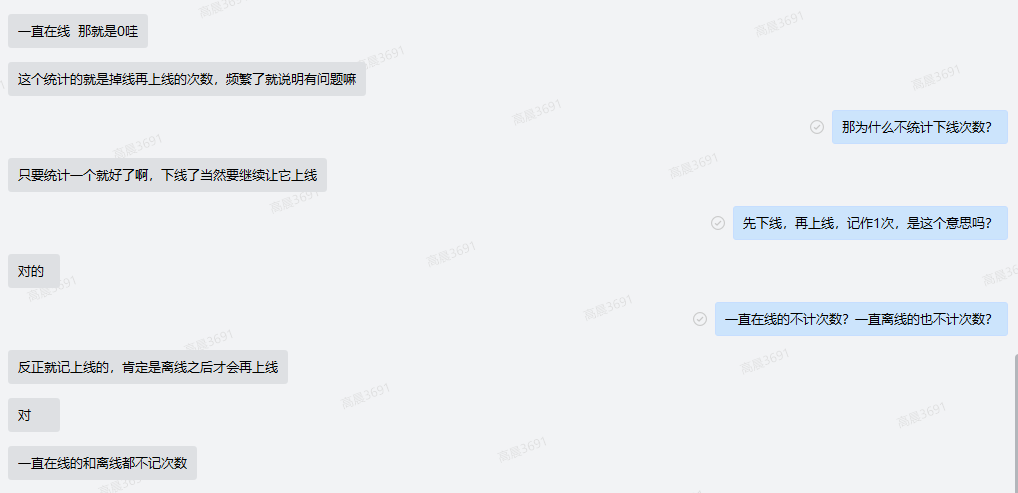 一直在线  那就是0哇
这个统计的就是掉线再上线的次数，频繁了就说明有问题嘛
那为什么不统计下线次数？
只要统计一个就好了啊，下线了当然要继续让它上线
先下线，再上线，记作1次，是这个意思吗？
对的
一直在线的不计次数？一直离线的也不计次数？
反正就记上线的，肯定是离线之后才会再上线
对
一直在线的和离线都不记次数
高晨3691